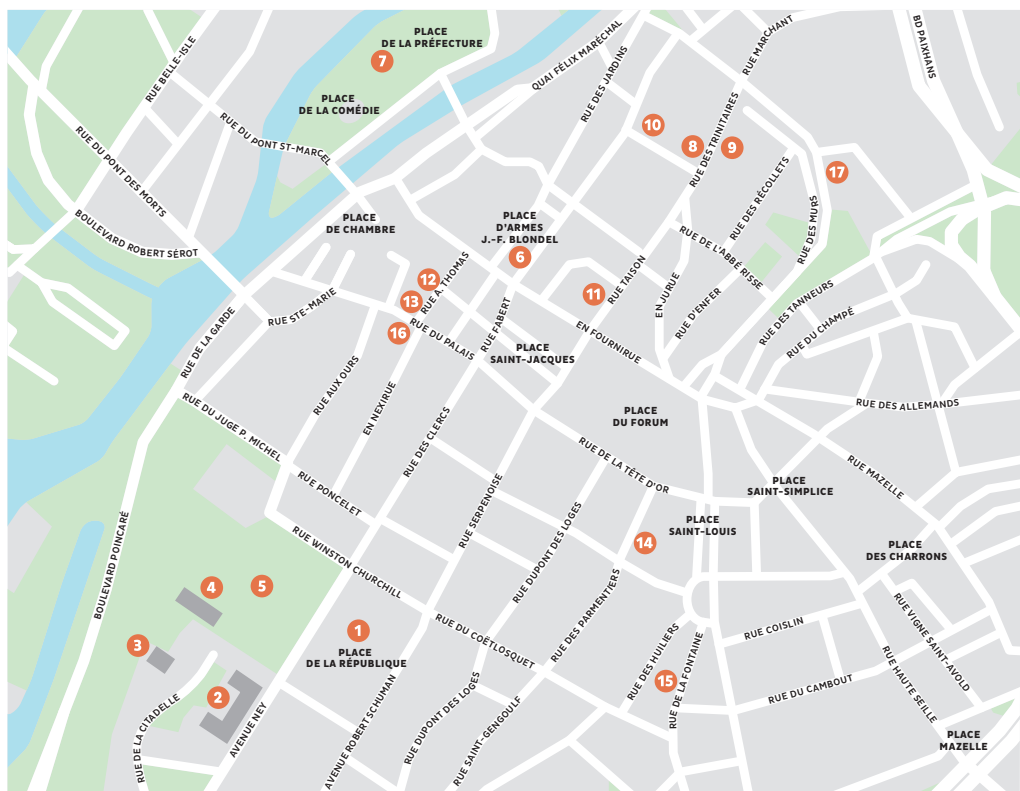 PLACE
DE LA PRÉFECTURE
7
PLACE
DE LA COMÉDIE
RUE BELLE-ISLE
RUE DU PONT ST-MARCEL
RUE DU PONT DES MORTS
BOULEVARD ROBERT SÉROT
QUAI FÉLIX MARÉCHAL
RUE DES JARDINS
RUE MARCHANT
BD PAIXHANS
10
8
9
RUE DES TRINITAIRES
17
RUE DES RÉCOLLETS
RUE DES MURS
PLACE
DE CHAMBRE
PLACE
D'ARMES
J.-F. BLONDEL
6
RUE DE L'ABBÉ RISSE
12
13
16
RUE A. THOMAS
11
RUE TAISON
EN JURUE
RUE D'ENFER
RUE DES TANNEURS
RUE DU CHAMPÉ
RUE STE-MARIE
RUE DE LA GARDE
RUE DU PALAIS
RUE FABERT
PLACE
SAINT-JACQUES
EN FOURNIRUE
RUE AUX OURS
EN NEXIRUE
RUE DES CLERCS
RUE DU JUGE P. MICHEL
RUE PONCELET
PLACE
DU FORUM
RUE DES ALLEMANDS
RUE DE LA TÊTE D'OR
RUE MAZELLE
PLACE
SAINT-SIMPLICE
RUE SERPENOISE
RUE DUPONT DES LOGES
PLACE
SAINT-LOUIS
14
PLACE
DES CHARRONS
RUE WINSTON CHURCHILL
BOULEVARD POINCARÉ
4
5
3
1
PLACE
DE LA RÉPUBLIQUE
RUE DU COËTLOSQUET
RUE DES PARMENTIERS
RUE DES HUILIERS
RUE COISLIN
RUE VIGNE SAINT-AVOLD
2
RUE DE LA CITADELLE
AVENUE NEY
AVENUE ROBERT SCHUMAN
RUE DUPONT DES LOGES
RUE SAINT-GENGOULF
15
RUE DE LA FONTAINE
RUE DU CAMBOUT
RUE HAUTE SEILLE
PLACE
MAZELLE